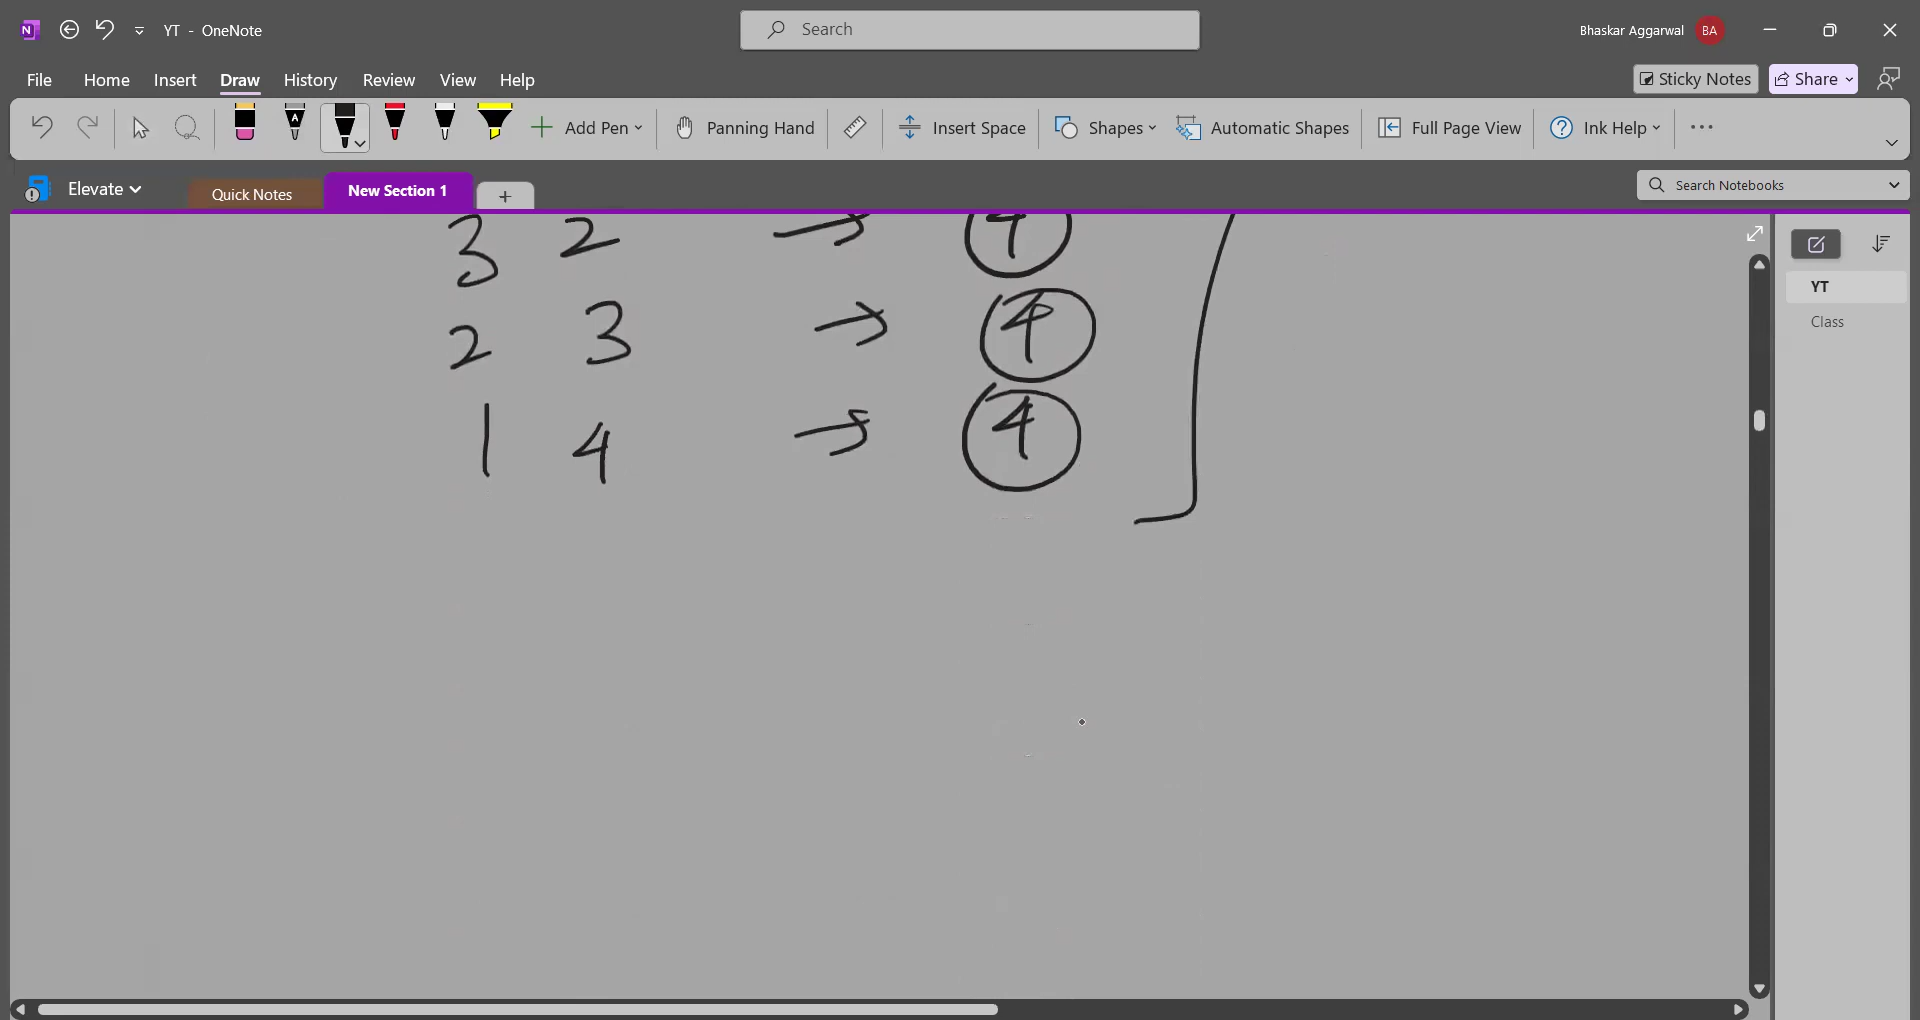 YT - OneNote
Search
Bhaskar Aggarwal BA
File Home Insert Draw History Review View Help
Sticky Notes Share
Add Pen Panning Hand Insert Space Shapes Automatic Shapes Full Page View Ink Help
Elevate Quick Notes New Section 1 Search Notebooks
YT
Class
3 2 → 4
2 3 → 4
1 4 → 4